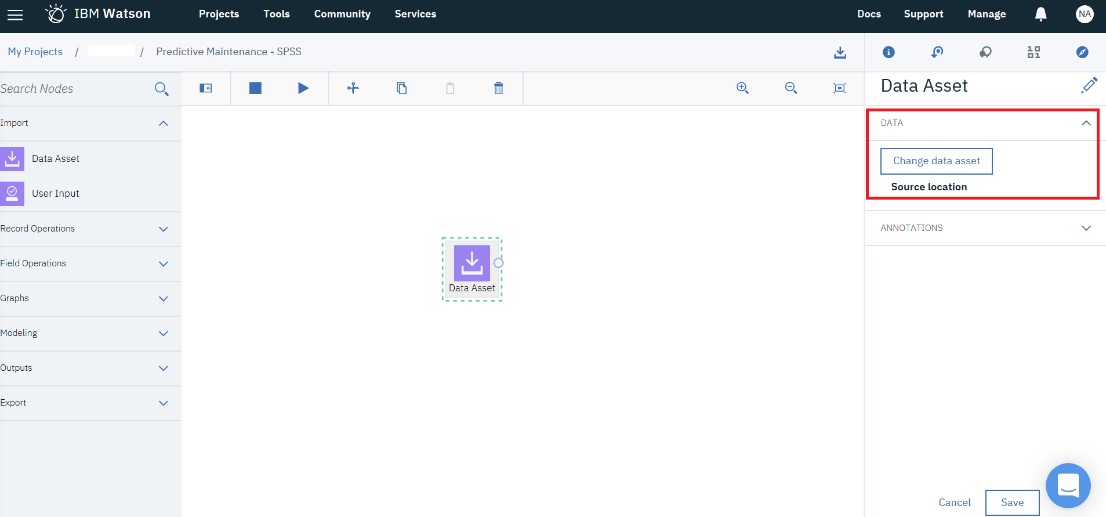 IBM Watson Projects Tools Community Services Docs Support Manage NA
My Projects / / Predictive Maintenance - SPSS
Search Nodes
Import
Data Asset
User Input
Record Operations
Field Operations
Graphs
Modeling
Outputs
Export
Data Asset
Data Asset
DATA
Change data asset
Source location
ANNOTATIONS
Cancel Save